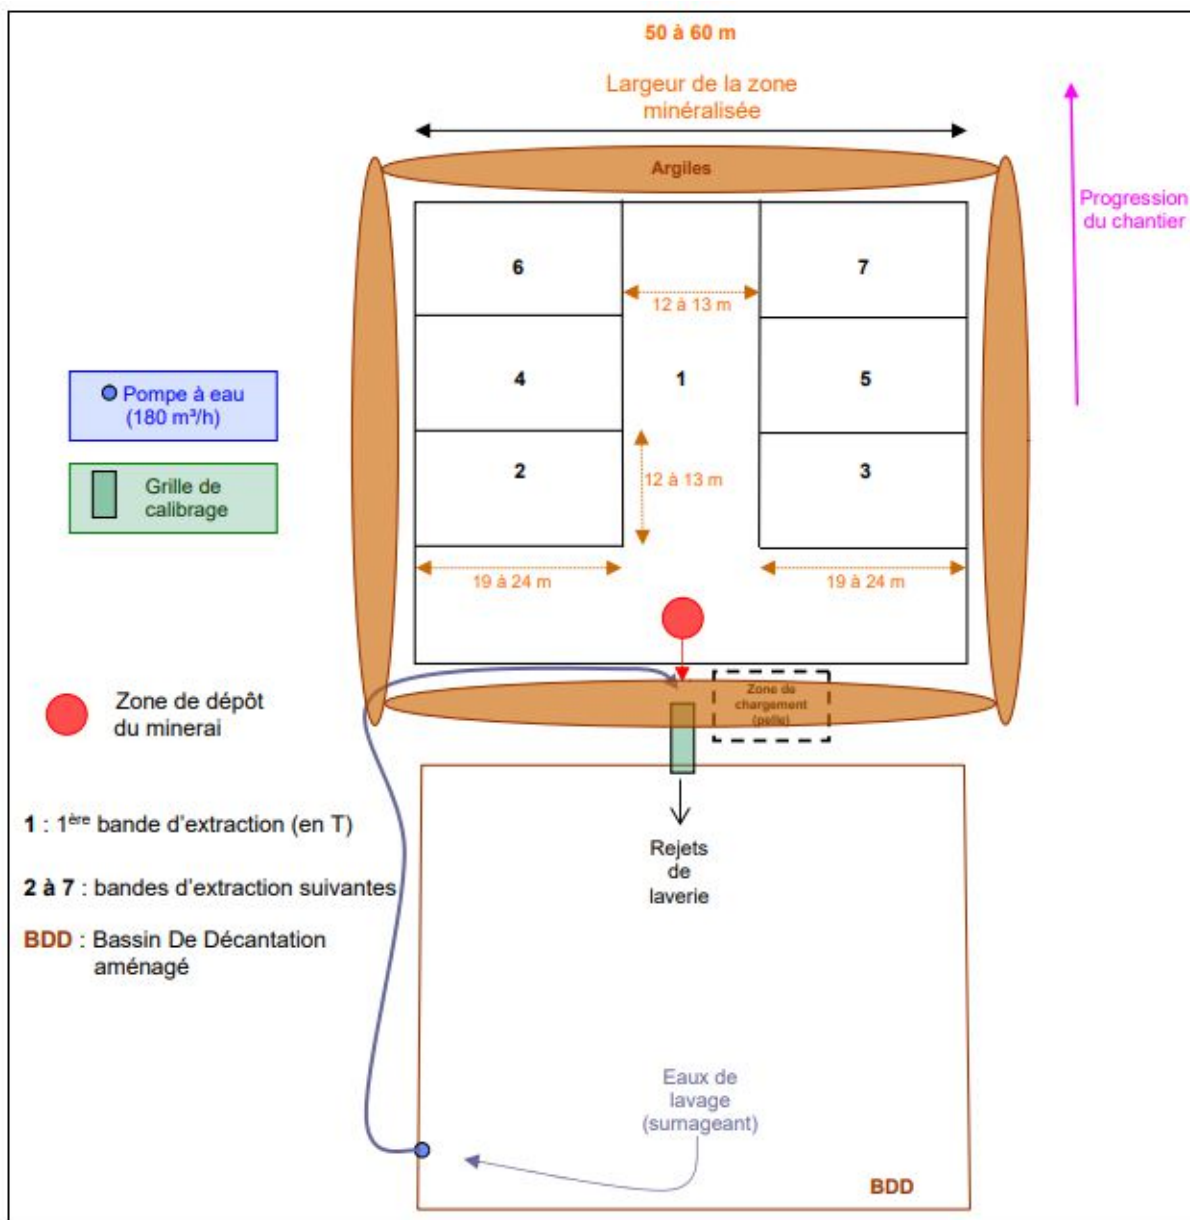 50 à 60 m
Largeur de la zone
minéralisée
Argiles
Progression
du chantier
6
7
12 à 13 m
4
1
5
Pompe à eau
(180 m³/h)
2
12 à 13 m
3
Grille de
calibrage
19 à 24 m
19 à 24 m
Zone de dépôt
du minerai
Zone de
chargement
(pelle)
1 : 1ère bande d'extraction (en T)
Rejets
de
laverie
2 à 7 : bandes d'extraction suivantes
BDD : Bassin De Décantation
aménagé
Eaux de
lavage
(surnageant)
BDD